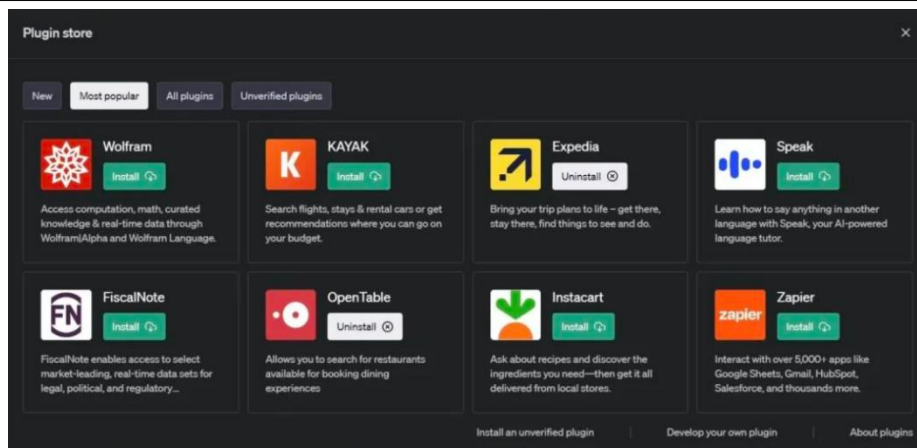 Plugin store
New
Most popular
All plugins
Unverified plugins
Wolfram
Install
Access computation, math, curated
knowledge & real-time data through
Wolfram|Alpha and Wolfram Language.
K
KAYAK
Install
Search flights, stays & rental cars or get
recommendations where you can go on
your budget.
Expedia
Uninstall
Bring your trip plans to life – get there,
stay there, find things to see and do.
Speak
Install
Learn how to say anything in another
language with Speak, your AI-powered
language tutor.
FN
FiscalNote
Install
FiscalNote enables access to select
market-leading, real-time data sets for
legal, political, and regulatory...
OpenTable
Uninstall
Allows you to search for restaurants
available for booking dining
experiences
Instacart
Install
Ask about recipes and discover the
ingredients you need—then get it all
delivered from local stores.
zapier
Zapier
Install
Interact with over 5,000+ apps like
Google Sheets, Gmail, HubSpot,
Salesforce, and thousands more.
Install an unverified plugin
Develop your own plugin
About plugins